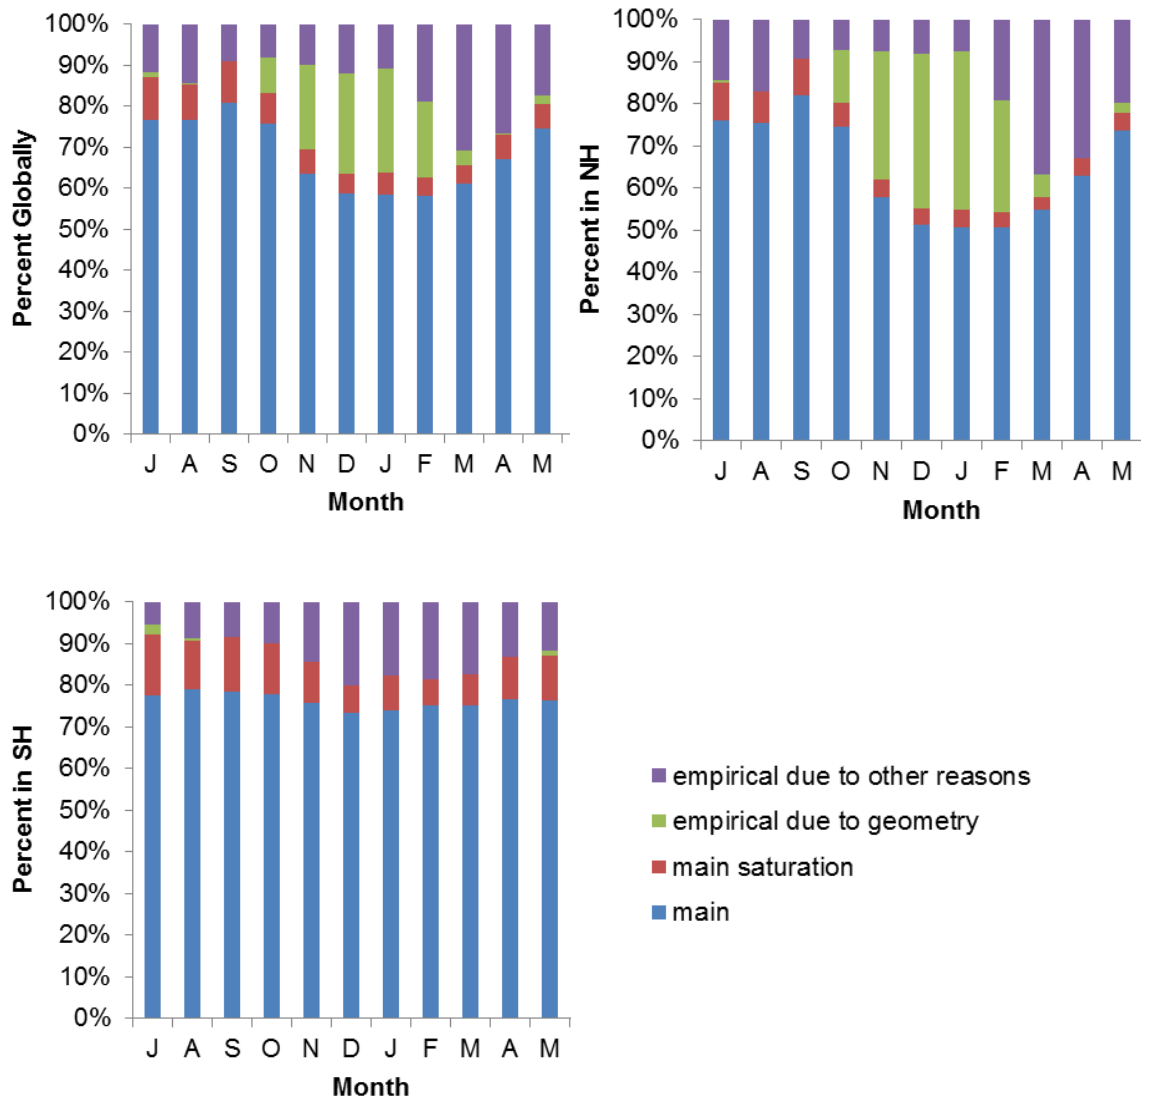 100%
90%
80%
70%
60%
50%
40%
30%
20%
10%
0%
Percent Globally
J A S O N D J F M A M
Month
100%
90%
80%
70%
60%
50%
40%
30%
20%
10%
0%
Percent in NH
J A S O N D J F M A M
Month
100%
90%
80%
70%
60%
50%
40%
30%
20%
10%
0%
Percent in SH
J A S O N D J F M A M
Month
empirical due to other reasons
empirical due to geometry
main saturation
main